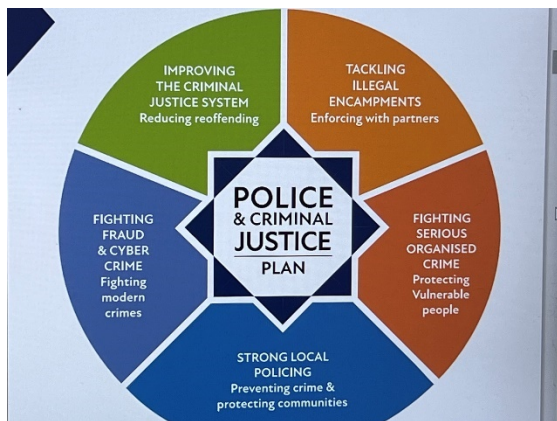 IMPROVING
THE CRIMINAL
JUSTICE SYSTEM
Reducing reoffending
TACKLING
ILLEGAL
ENCAMPMENTS
Enforcing with partners
FIGHTING
FRAUD
& CYBER
CRIME
Fighting
modern
crimes
POLICE
& CRIMINAL
JUSTICE
PLAN
FIGHTING
SERIOUS
ORGANISED
CRIME
Protecting
Vulnerable
people
STRONG LOCAL
POLICING
Preventing crime &
protecting communities